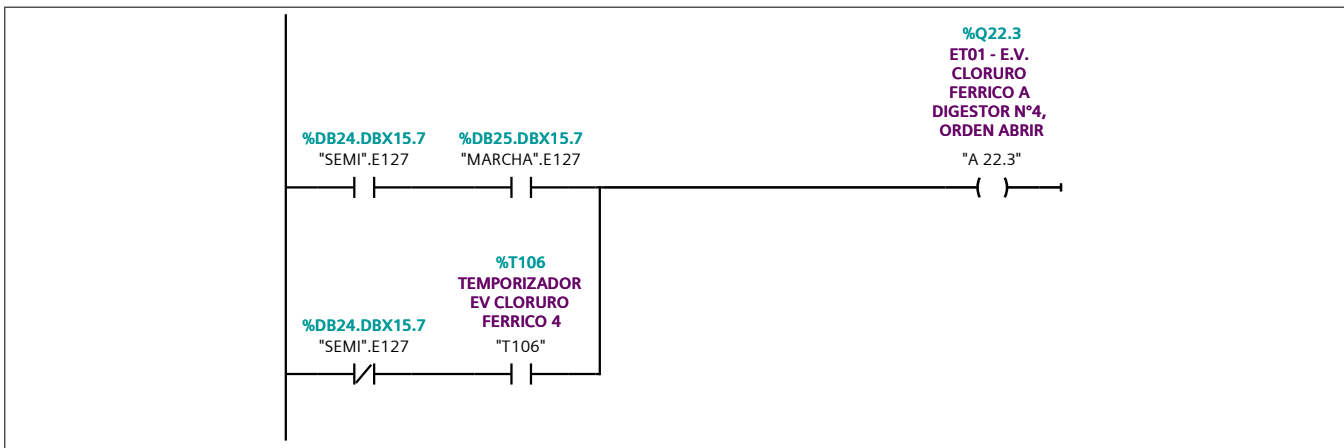 %Q22.3
ET01 - E.V.
CLORURO
FERRICO A
DIGESTOR N°4,
ORDEN ABRIR
"A 22.3"
%DB24.DBX15.7
"SEMI".E127
%DB25.DBX15.7
"MARCHA".E127
%T106
TEMPORIZADOR
EV CLORURO
FERRICO 4
"T106"
%DB24.DBX15.7
"SEMI".E127